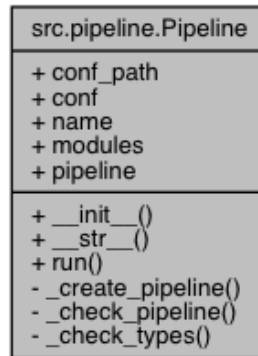 src.pipeline.Pipeline
+ conf_path
+ conf
+ name
+ modules
+ pipeline
+ __init__()
+ __str__()
+ run()
- _create_pipeline()
- _check_pipeline()
- _check_types()